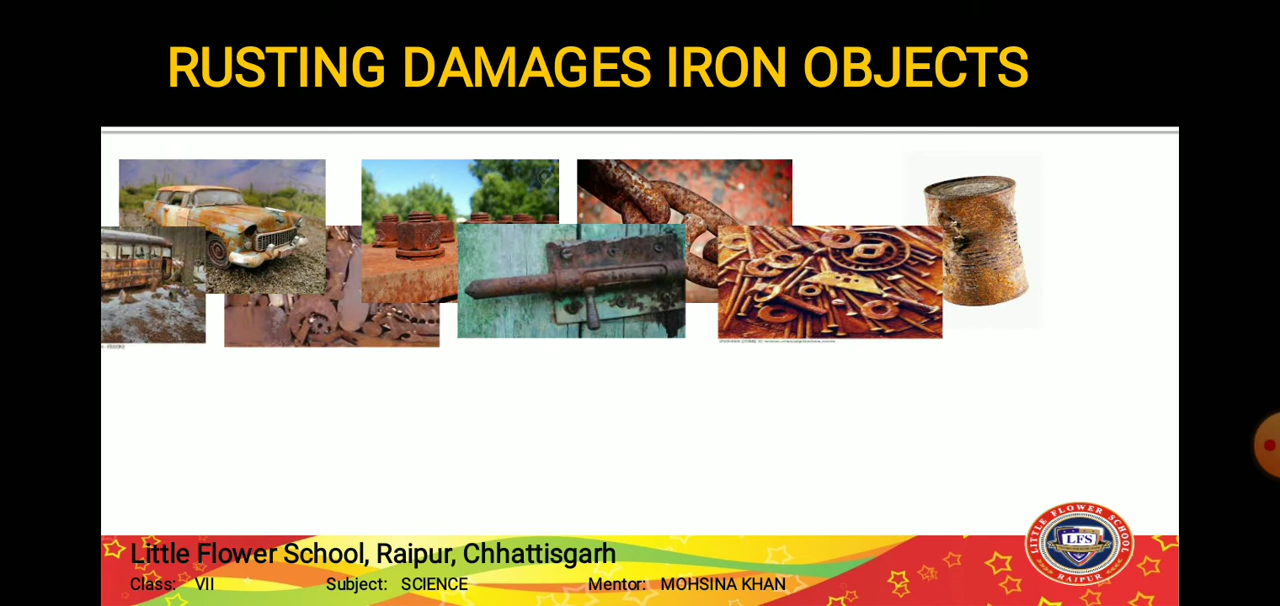 RUSTING DAMAGES IRON OBJECTS
Little Flower School, Raipur, Chhattisgarh
Class: VII Subject: SCIENCE Mentor: MOHSINA KHAN
LITTLE FLOWER SCHOOL
LFS
RAIPUR